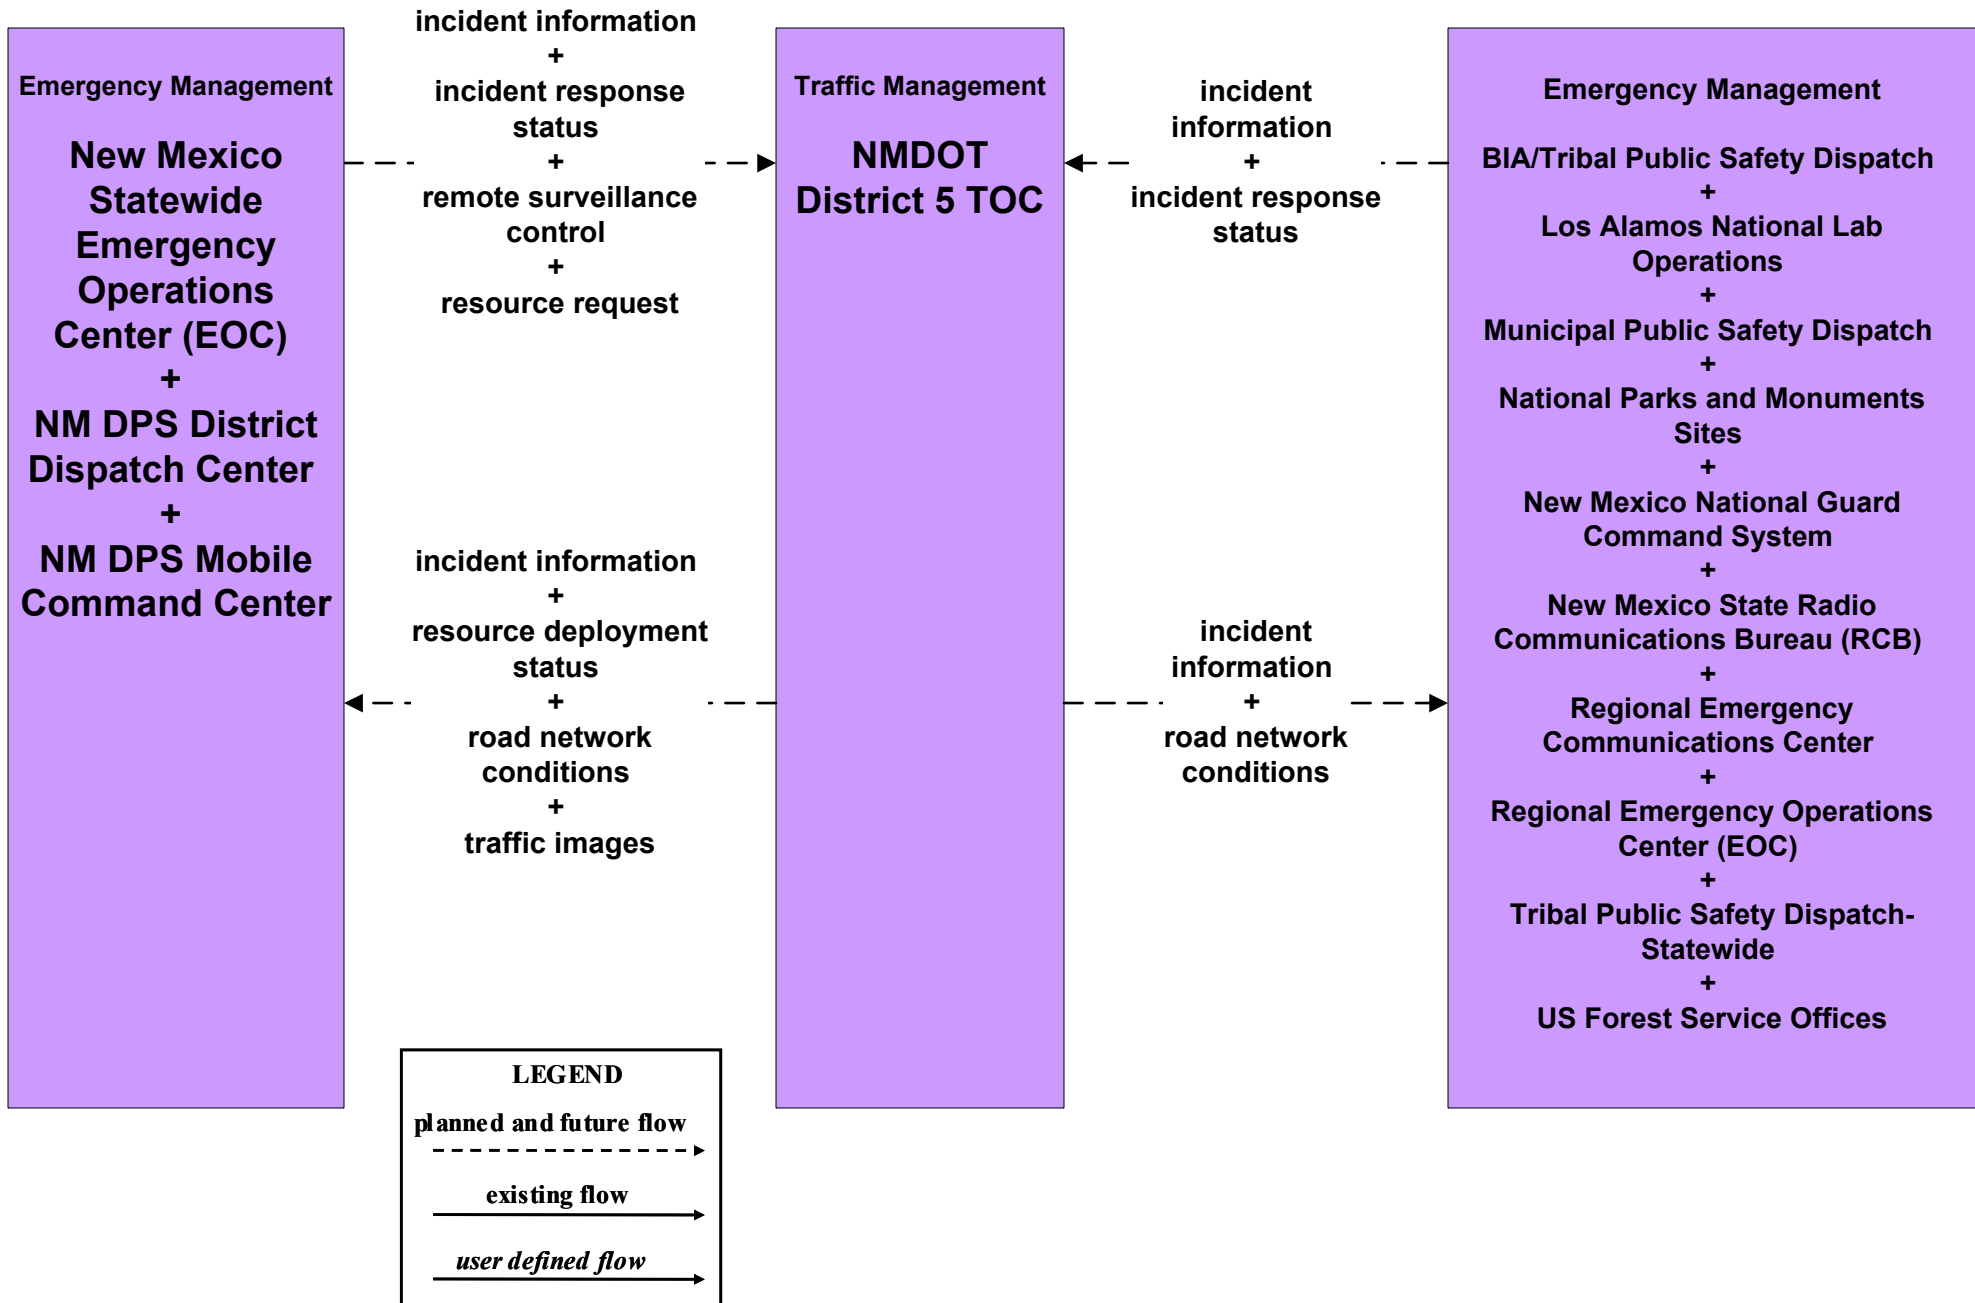 Emergency Management
New Mexico
Statewide
Emergency
Operations
Center (EOC)
+
NM DPS District
Dispatch Center
+
NM DPS Mobile
Command Center
incident information
+
incident response
status
+
remote surveillance
control
+
resource request
incident information
+
resource deployment
status
+
road network
conditions
+
traffic images
Traffic Management
NMDOT
District 5 TOC
incident
information
+
incident response
status
incident
information
+
road network
conditions
Emergency Management
BIA/Tribal Public Safety Dispatch
+
Los Alamos National Lab
Operations
+
Municipal Public Safety Dispatch
+
National Parks and Monuments
Sites
+
New Mexico National Guard
Command System
+
New Mexico State Radio
Communications Bureau (RCB)
+
Regional Emergency
Communications Center
+
Regional Emergency Operations
Center (EOC)
+
Tribal Public Safety Dispatch-
Statewide
+
US Forest Service Offices
LEGEND
planned and future flow
existing flow
user defined flow